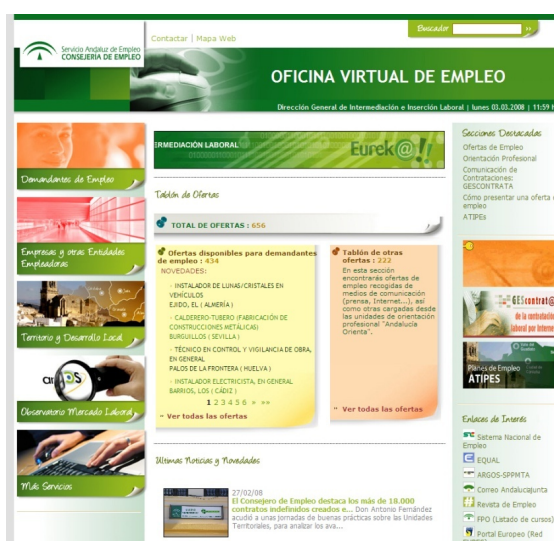 Servicio Andaluz de Empleo
CONSEJERÍA DE EMPLEO
Contactar | Mapa Web
Buscador
OFICINA VIRTUAL DE EMPLEO
Dirección General de Intermediación e Inserción Laboral | lunes 03.03.2008 | 11:59
Demandantes de Empleo
Empresas y otras Entidades
Empleadoras
Territorio y Desarrollo Local
Observatorio Mercado Laboral
Más Servicios
ERMEDIACIÓN LABORAL
Eurek@!!
Tablón de Ofertas
TOTAL DE OFERTAS : 656
Ofertas disponibles para demandantes
de empleo : 434
NOVEDADES:
INSTALADOR DE LUNAS/CRISTALES EN
VEHÍCULOS
EJIDO, EL ( ALMERÍA )
CALDERERO-TUBERO (FABRICACIÓN DE
CONSTRUCCIONES METÁLICAS)
BURGUILLOS ( SEVILLA )
TÉCNICO EN CONTROL Y VIGILANCIA DE OBRA,
EN GENERAL
PALOS DE LA FRONTERA ( HUELVA )
INSTALADOR ELECTRICISTA, EN GENERAL
BARRIOS, LOS ( CÁDIZ )
1 2 3 4 5 6 > >>
Ver todas las ofertas
Tablón de otras
ofertas : 222
En este sección
encontrarás ofertas de
empleo recogidas de
medios de comunicación
(prensa, Internet...), así
como otras cargadas desde
las unidades de orientación
profesional "Andalucía
Orienta".
Ver todas las ofertas
Últimas Noticias y Novedades
27/02/08
El Consejero de Empleo destaca los más de 18.000
contratos indefinidos creados e... Don Antonio Fernández
acudió a unas jornadas de buenas prácticas sobre las Unidades
Territoriales, para analizar los ava...
Secciones Destacadas
Ofertas de Empleo
Orientación Profesional
Comunicación de
Contrataciones:
GESCONTRATA
Cómo presentar una oferta
empleo
ATIPEs
GEScontrat@
de la contratación
laboral por Interne
Planes de Empleo
ATIPES
Enlaces de Interés
Sistema Nacional de
Empleo
EQUAL
ARGOS-SPPMTA
Correo Andaluciajunta
Revista de Empleo
FPO (Listado de cursos)
Portal Europeo (Red